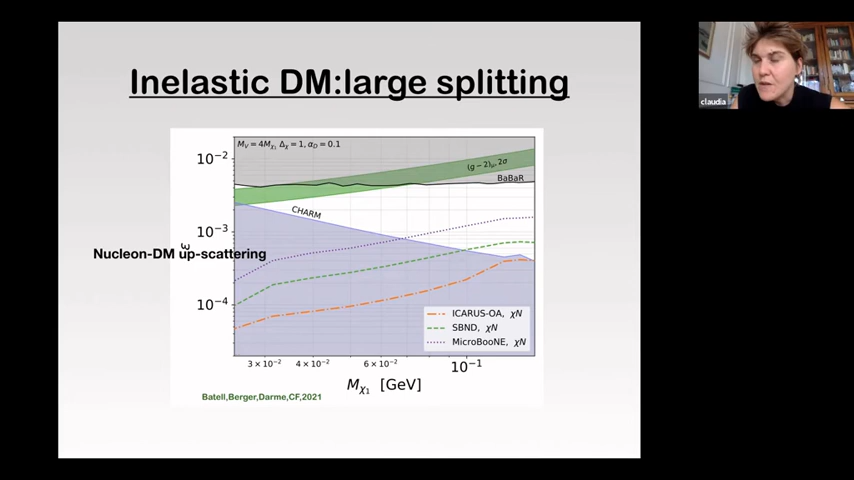 Inelastic DM:large splitting
M_V = 4M_χ₁ Δ_χ = 1, α_D = 0.1
(g − 2)_μ, 2σ
BaBaR
CHARM
10⁻²
10⁻³
10⁻⁴
ε
Nucleon-DM up-scattering
ICARUS-OA, χN
SBND, χN
MicroBooNE, χN
3 × 10⁻² 4 × 10⁻² 6 × 10⁻² 10⁻¹
M_χ₁ [GeV]
Batell,Berger,Darme,CF,2021
claudia